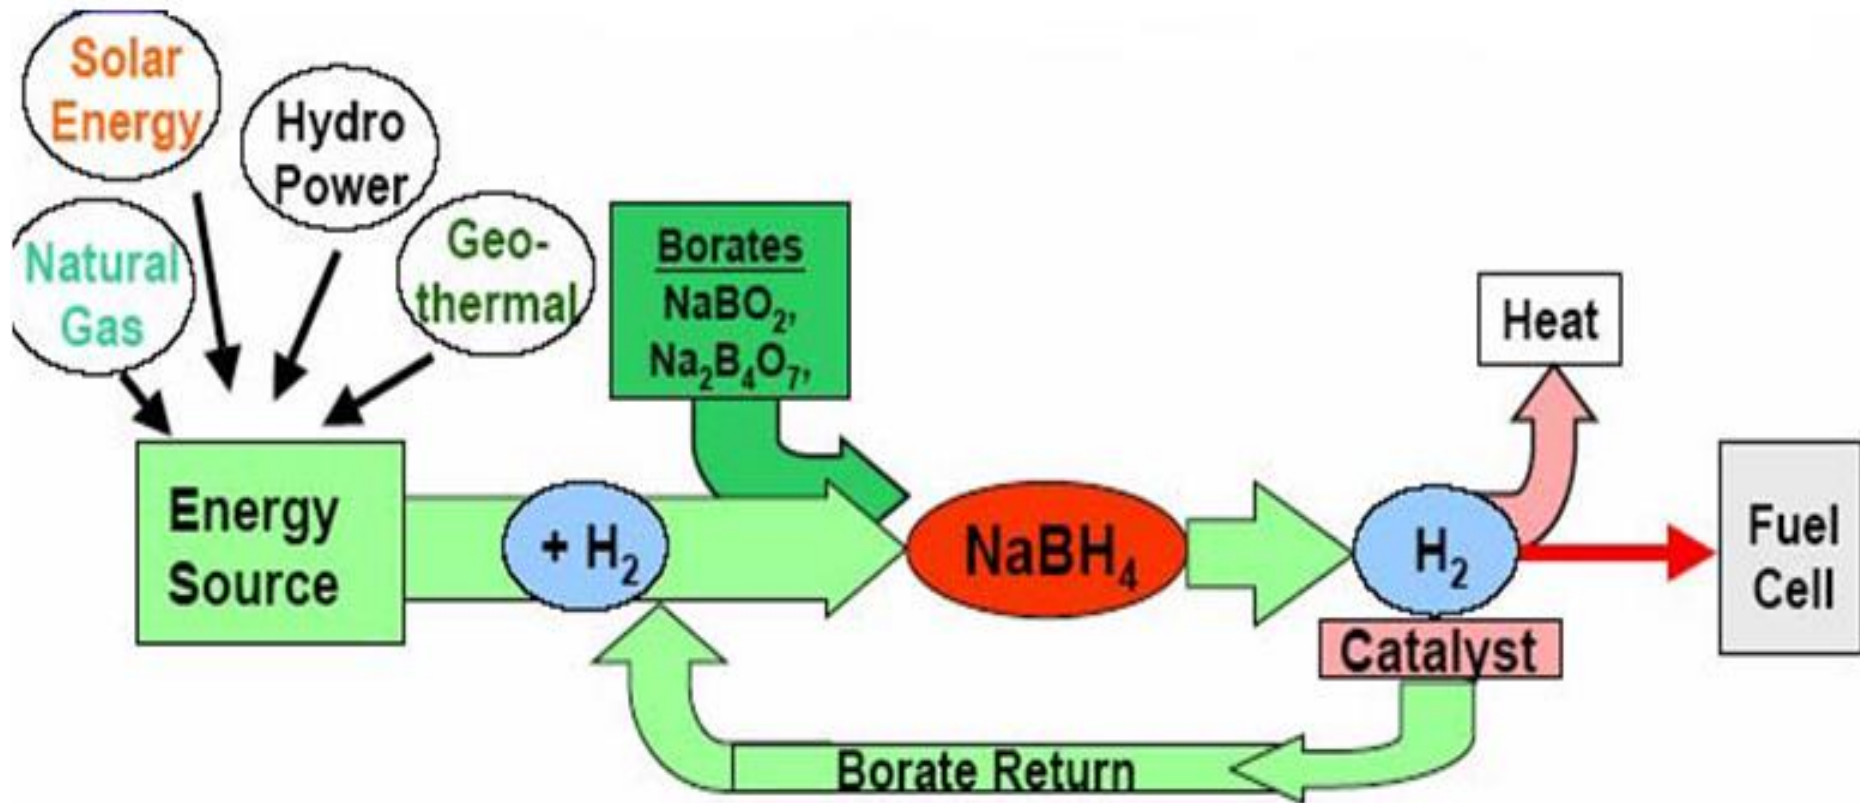 Solar
Energy
Hydro
Power
Natural
Gas
Geo-
thermal
Borates
NaBO₂,
Na₂B₄O₇,
Heat
Energy
Source
+ H₂
NaBH₄
H₂
Fuel
Cell
Catalyst
Borate Return